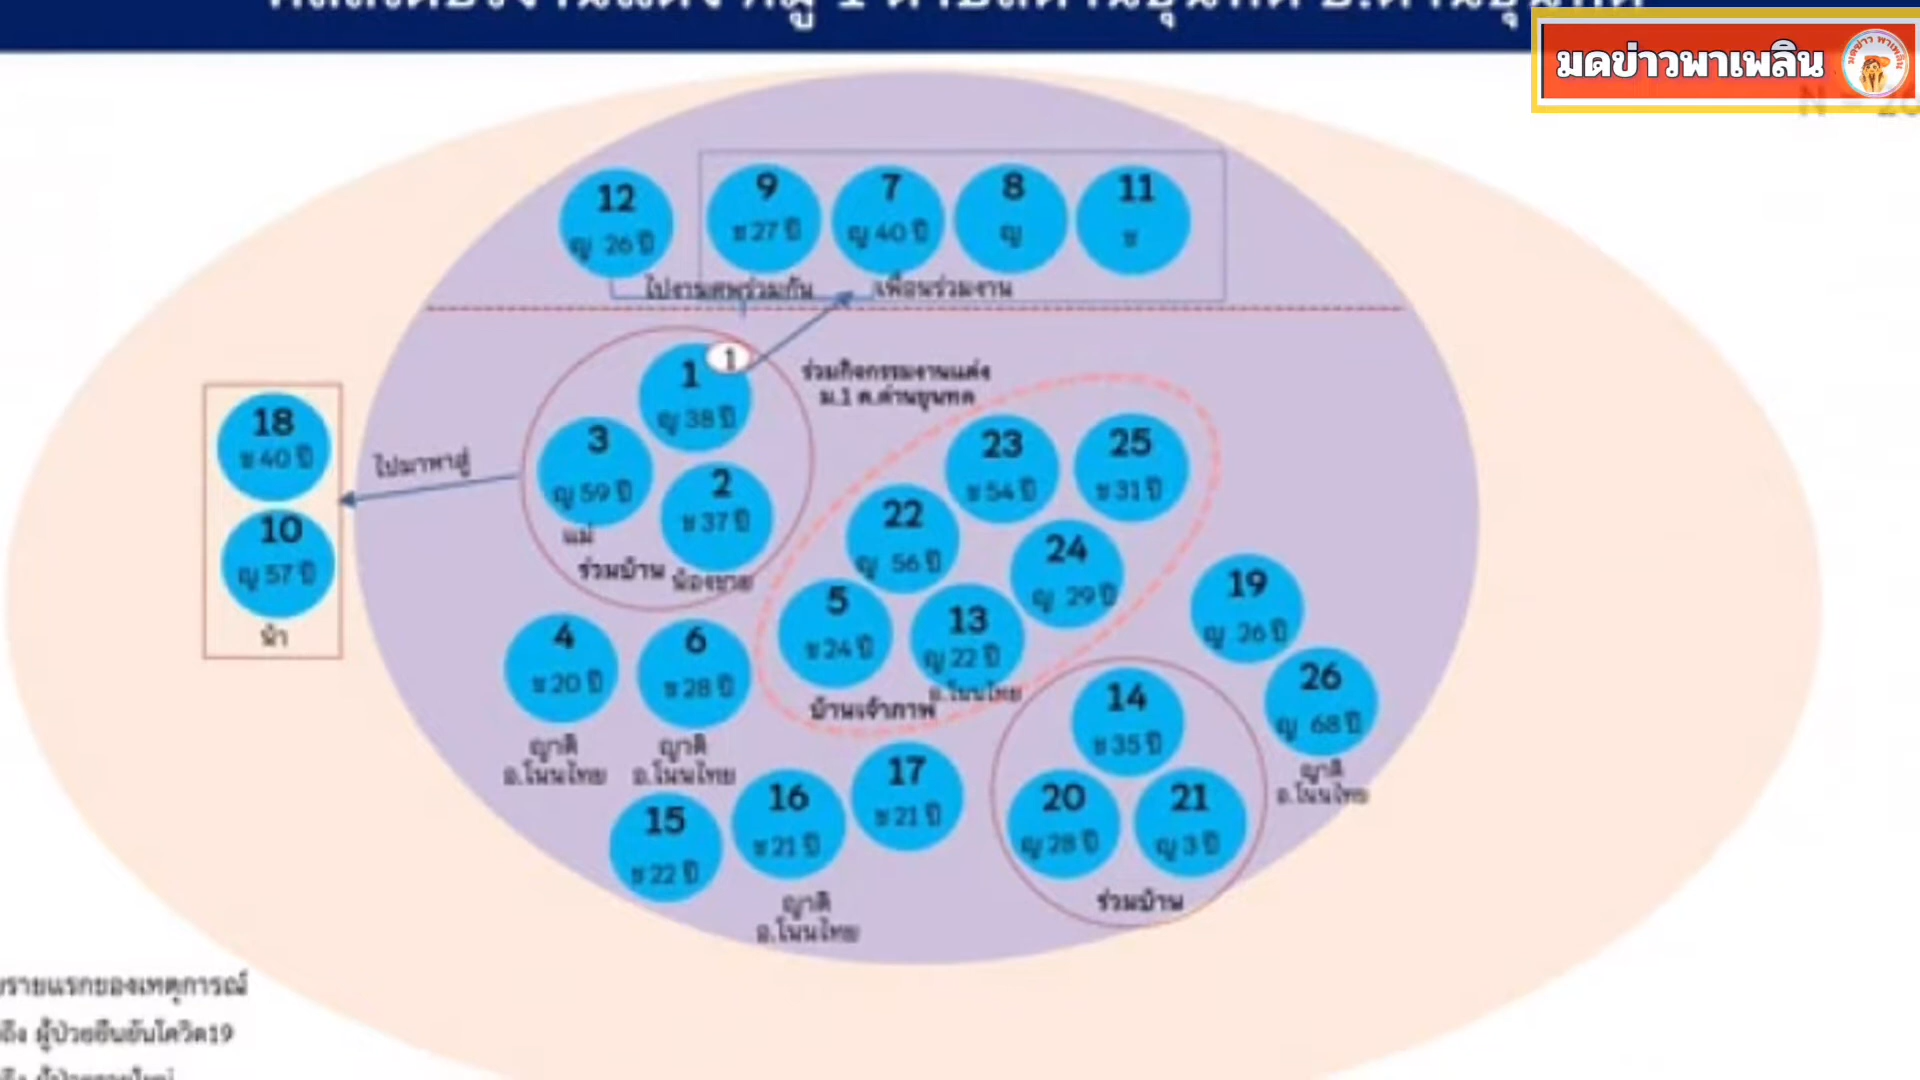 มดข่าวพาเพลิน
12
ญ 26 ปี
9
ช 27 ปี
7
ญ 40 ปี
8
ญ
11
ช
ไปงานศพร่วมกัน
เพื่อนร่วมงาน
1
1
ญ 38 ปี
3
ญ 59 ปี
แม่
2
ช 37 ปี
น้องชาย
ร่วมบ้าน
ร่วมกิจกรรมงานแต่ง
ม.1 ต.ด่านขุนทด
18
ช 40 ปี
10
ญ 57 ปี
น้า
ไปมาหาสู่
23
ช 54 ปี
25
ช 31 ปี
22
ญ 56 ปี
24
ญ 29 ปี
5
ช 24 ปี
13
ญ 22 ปี
อ.โนนไทย
บ้านเจ้าภาพ
19
ญ 26 ปี
26
ญ 68 ปี
ญาติ
อ.โนนไทย
4
ช 20 ปี
ญาติ
อ.โนนไทย
6
ช 28 ปี
ญาติ
อ.โนนไทย
14
ช 35 ปี
20
ญ 28 ปี
21
ญ 3 ปี
ร่วมบ้าน
15
ช 22 ปี
16
ช 21 ปี
17
ช 21 ปี
ญาติ
อ.โนนไทย
รายแรกของเหตุการณ์
ถึง ผู้ป่วยยืนยันโควิด19